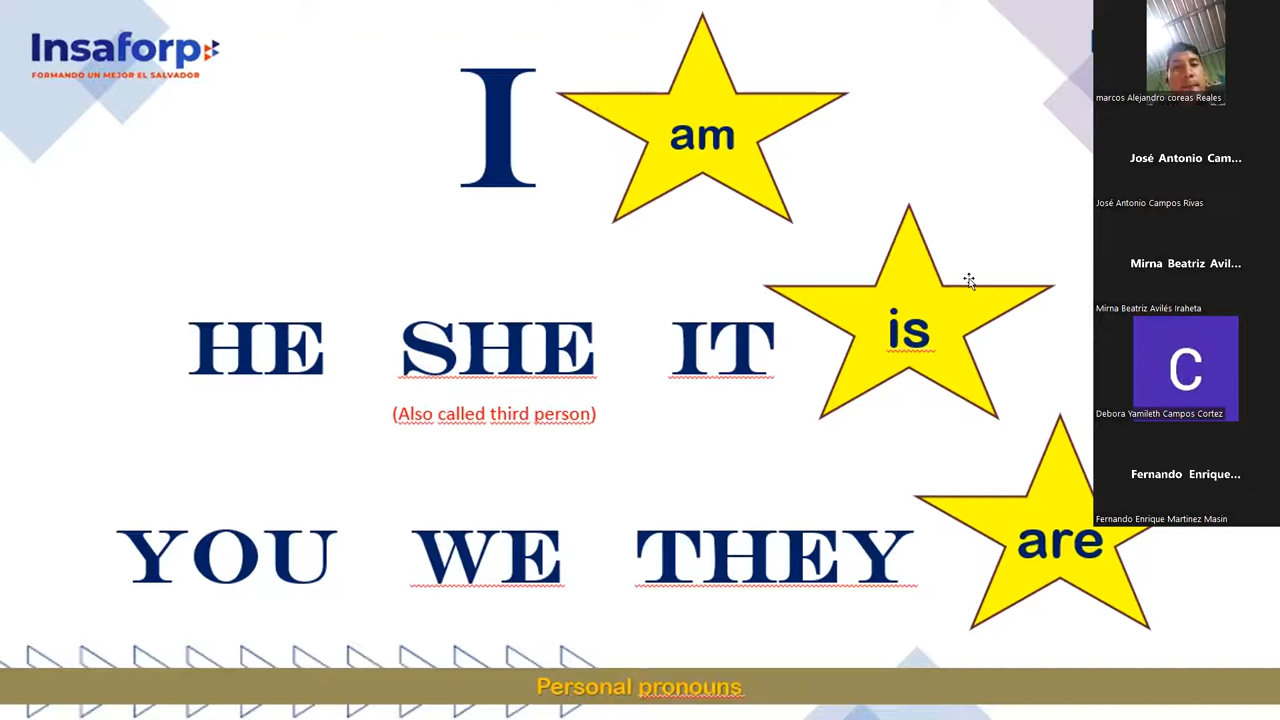 Insaforp
FORMANDO UN MEJOR EL SALVADOR
I am
HE SHE IT is
(Also called third person)
YOU WE THEY are
Personal pronouns
marcos Alejandro coreas Reales
José Antonio Cam...
José Antonio Campos Rivas
Mirna Beatriz Avil...
Mirna Beatriz Avilés Iraheta
C
Debora Yamileth Campos Cortez
Fernando Enrique...
Fernando Enrique Martinez Masin